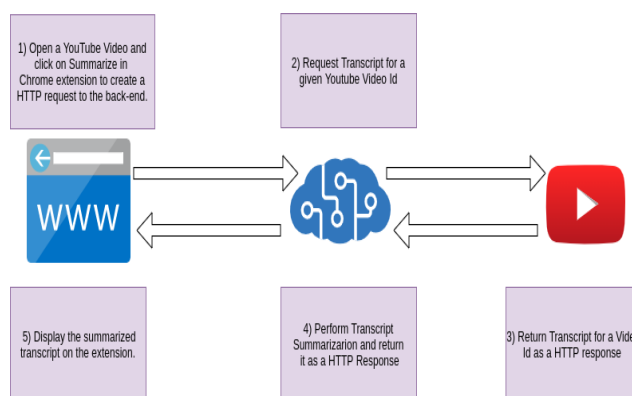 1) Open a YouTube Video and
click on Summarize in
Chrome extension to create a
HTTP request to the back-end.
2) Request Transcript for a
given Youtube Video Id
WWW
5) Display the summarized
transcript on the extension.
4) Perform Transcript
Summarizarion and return
it as a HTTP Response
3) Return Transcript for a Vide
Id as a HTTP response